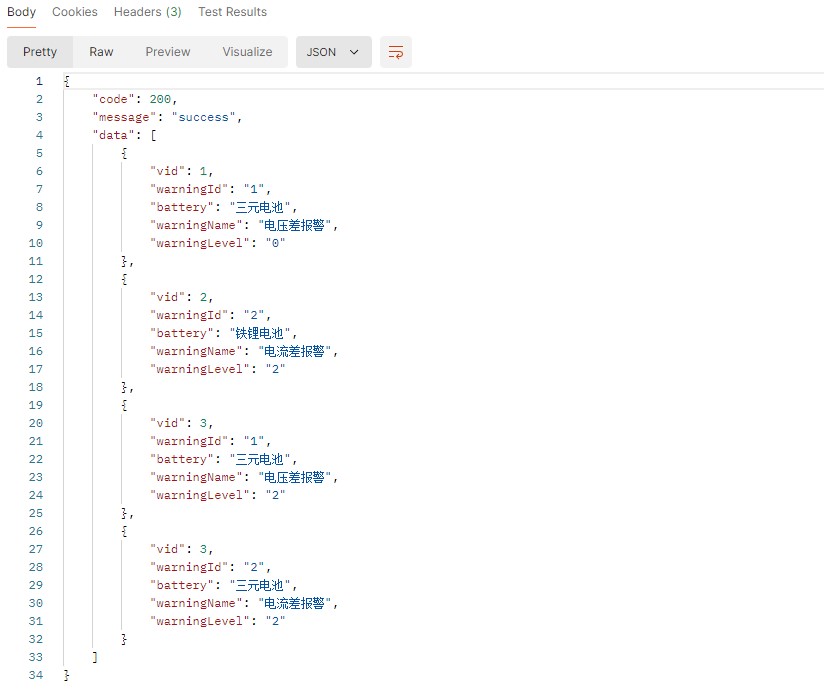 Body Cookies Headers (3) Test Results
Pretty Raw Preview Visualize JSON
1 {
2 "code": 200,
3 "message": "success",
4 "data": [
5 {
6 "vid": 1,
7 "warningId": "1",
8 "battery": "三元电池",
9 "warningName": "电压差报警",
10 "warningLevel": "0"
11 },
12 {
13 "vid": 2,
14 "warningId": "2",
15 "battery": "铁锂电池",
16 "warningName": "电流差报警",
17 "warningLevel": "2"
18 },
19 {
20 "vid": 3,
21 "warningId": "1",
22 "battery": "三元电池",
23 "warningName": "电压差报警",
24 "warningLevel": "2"
25 },
26 {
27 "vid": 3,
28 "warningId": "2",
29 "battery": "三元电池",
30 "warningName": "电流差报警",
31 "warningLevel": "2"
32 }
33 ]
34 }